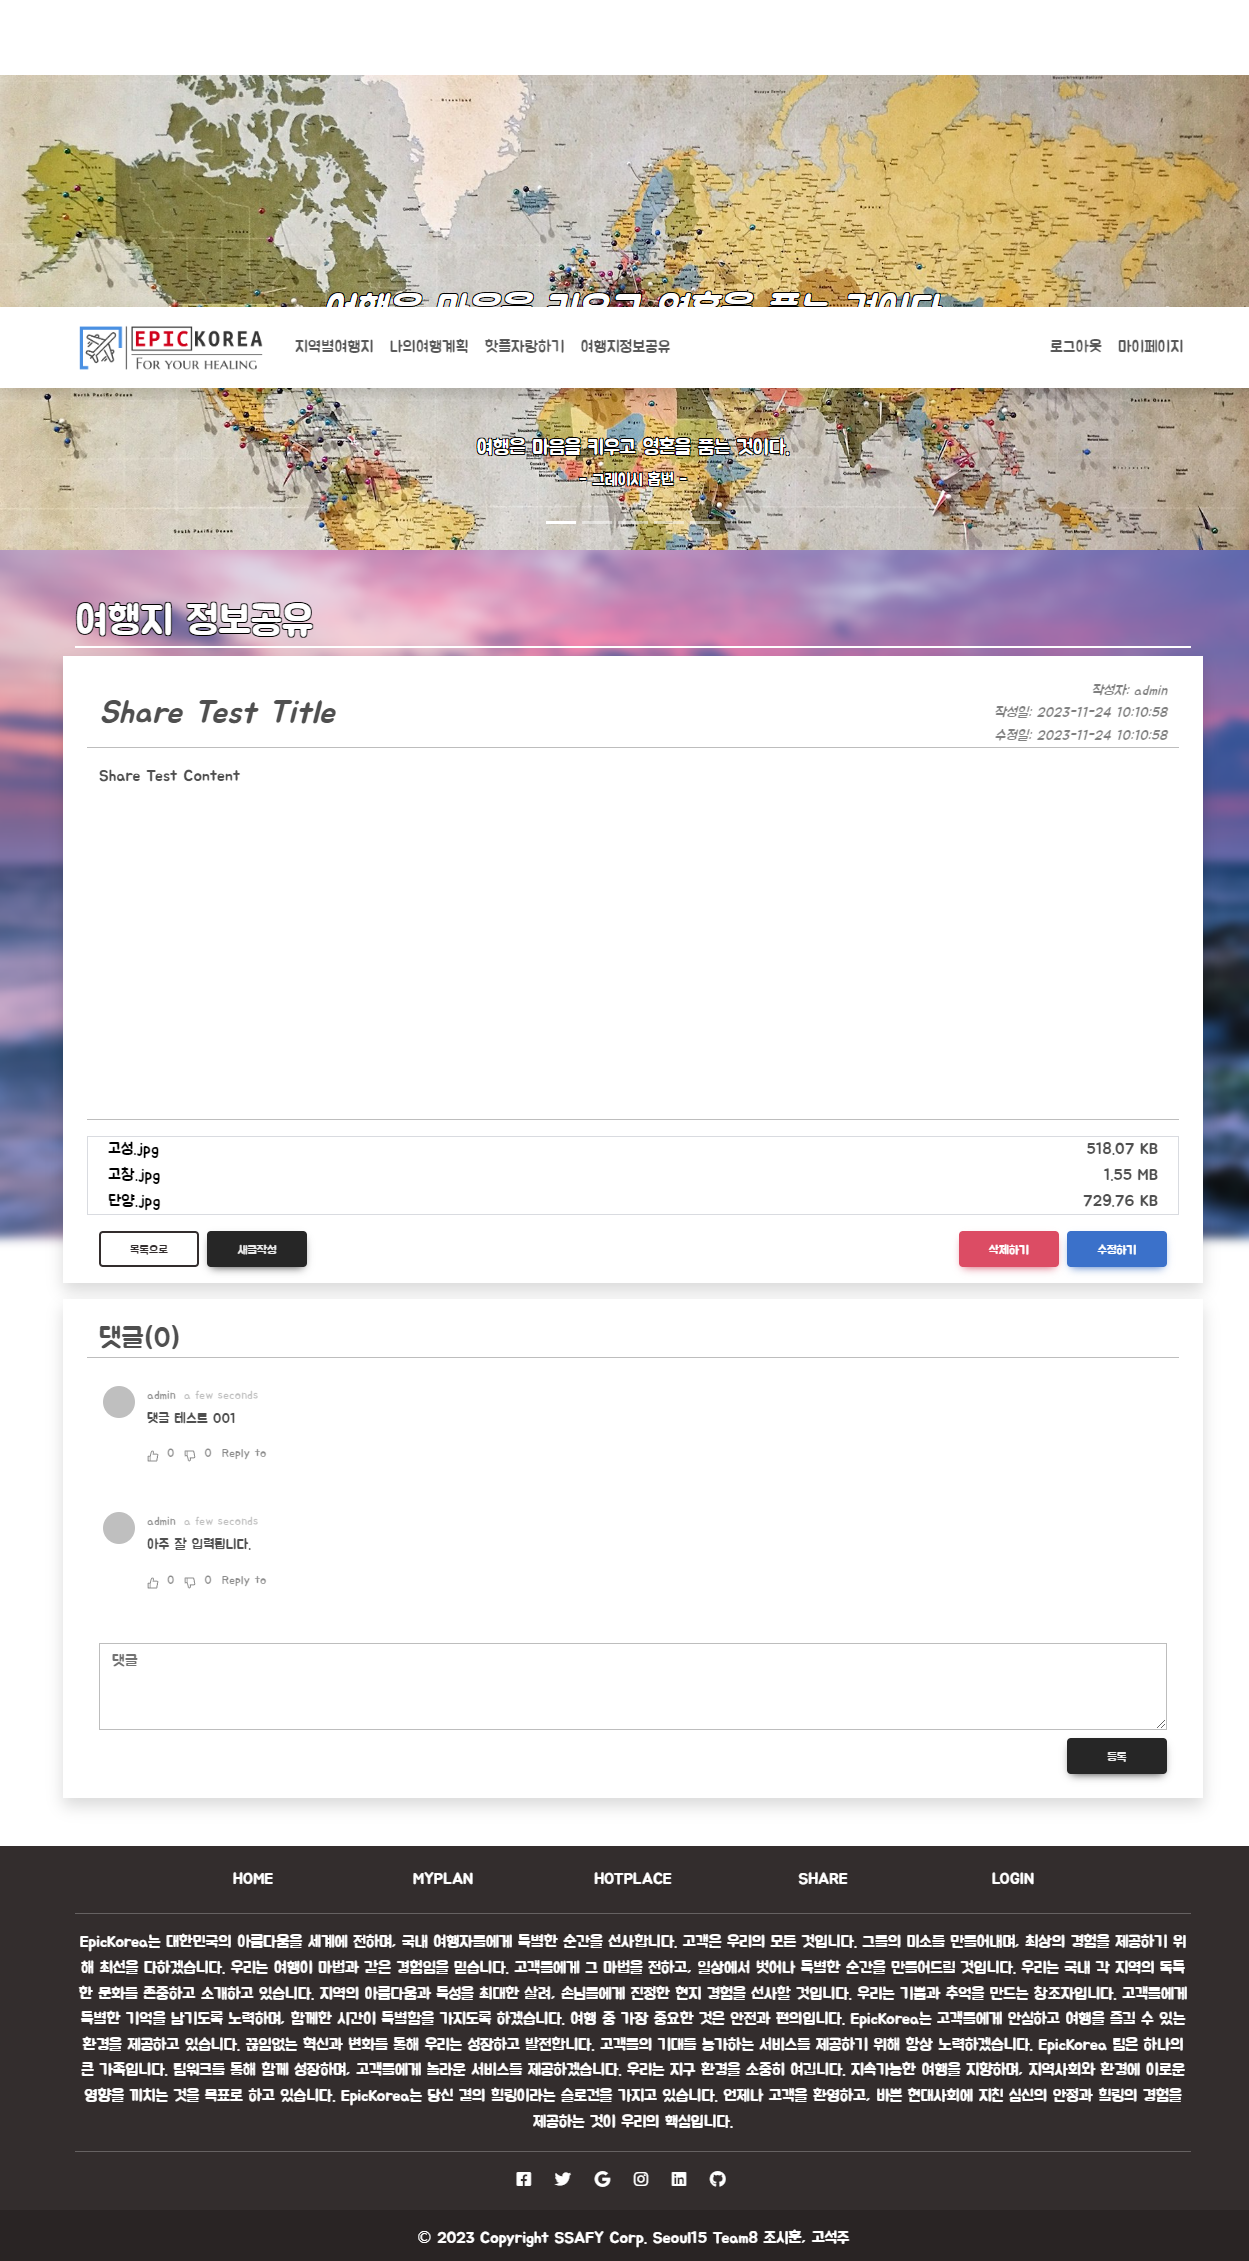 여행은 마음을 키우고 영혼을 품는 것이다
EPICKOREA
FOR YOUR HEALING
지역별여행지 나의여행계획 핫플자랑하기 여행지정보공유 로그아웃 마이페이지
여행은 마음을 키우고 영혼을 품는 것이다.
- 그레이시 홉번 -
여행지 정보공유
작성자: admin
Share Test Title
작성일: 2023-11-24 10:10:58
수정일: 2023-11-24 10:10:58
Share Test Content
고성.jpg 518.07 KB
고창.jpg 1.55 MB
단양.jpg 729.76 KB
목록으로 새글작성 삭제하기 수정하기
댓글(0)
admin a few seconds
댓글 테스트 001
0 0 Reply to
admin a few seconds
아주 잘 입력됩니다.
0 0 Reply to
댓글
등록
HOME MYPLAN HOTPLACE SHARE LOGIN
EpicKorea는 대한민국의 아름다움을 세계에 전하며, 국내 여행자들에게 특별한 순간을 선사합니다. 고객은 우리의 모든 것입니다. 그들의 미소를 만들어내며, 최상의 경험을 제공하기 위
해 최선을 다하겠습니다. 우리는 여행이 마법과 같은 경험임을 믿습니다. 고객들에게 그 마법을 전하고, 일상에서 벗어나 특별한 순간을 만들어드릴 것입니다. 우리는 국내 각 지역의 독특
한 문화를 존중하고 소개하고 있습니다. 지역의 아름다움과 특성을 최대한 살려, 손님들에게 진정한 현지 경험을 선사할 것입니다. 우리는 기쁨과 추억을 만드는 창조자입니다. 고객들에게
특별한 기억을 남기도록 노력하며, 함께한 시간이 특별함을 가지도록 하겠습니다. 여행 중 가장 중요한 것은 안전과 편의입니다. EpicKorea는 고객들에게 안심하고 여행을 즐길 수 있는
환경을 제공하고 있습니다. 끊임없는 혁신과 변화를 통해 우리는 성장하고 발전합니다. 고객들의 기대를 능가하는 서비스를 제공하기 위해 항상 노력하겠습니다. EpicKorea 팀은 하나의
큰 가족입니다. 팀워크를 통해 함께 성장하며, 고객들에게 놀라운 서비스를 제공하겠습니다. 우리는 지구 환경을 소중히 여깁니다. 지속가능한 여행을 지향하며, 지역사회와 환경에 이로운
영향을 끼치는 것을 목표로 하고 있습니다. EpicKorea는 당신 곁의 힐링이라는 슬로건을 가지고 있습니다. 언제나 고객을 환영하고, 바쁜 현대사회에 지친 심신의 안정과 힐링의 경험을
제공하는 것이 우리의 핵심입니다.
© 2023 Copyright SSAFY Corp. Seoul15 Team8 조시훈, 고석주